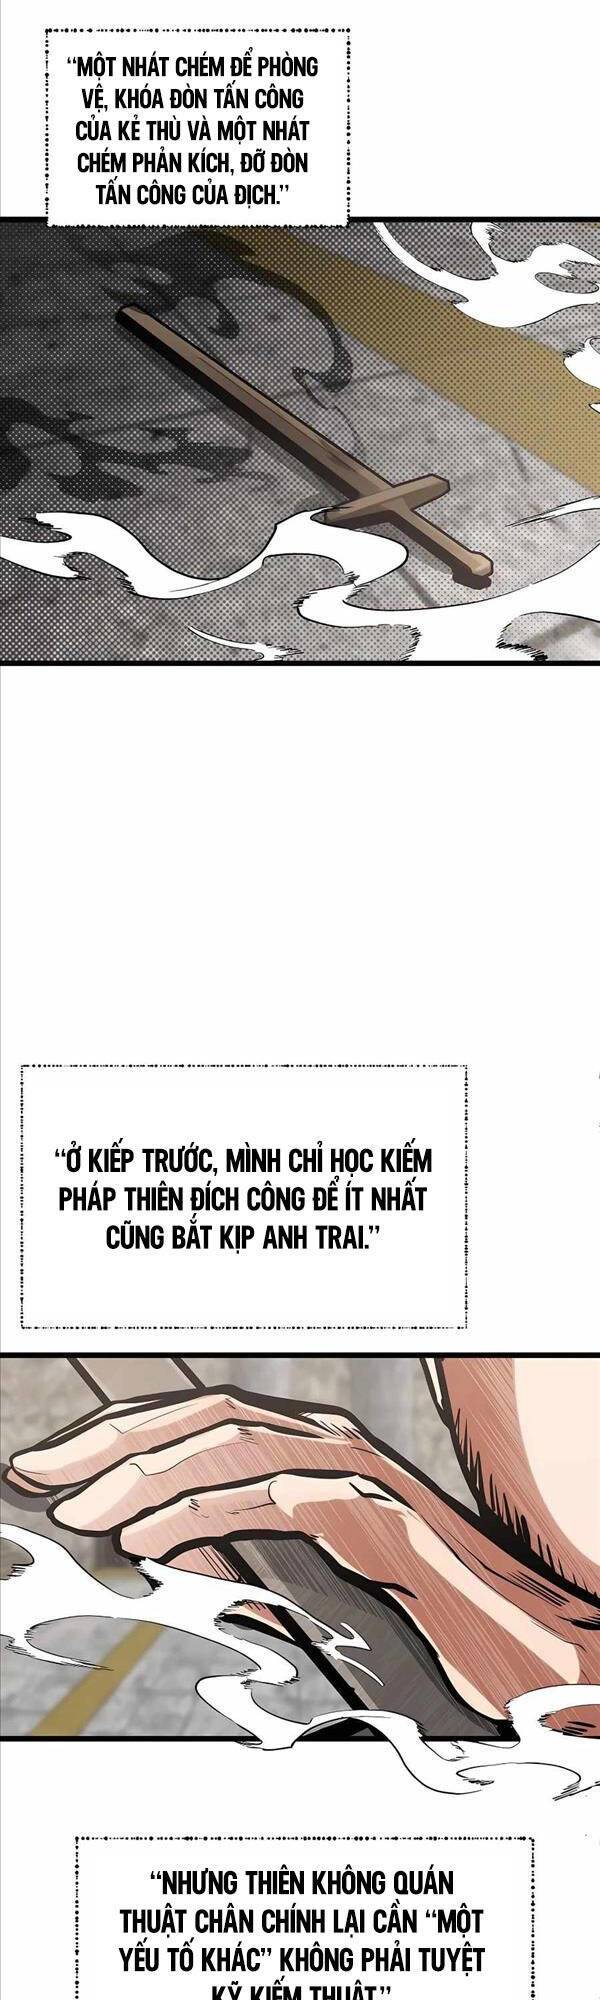 “MỘT NHÁT CHÉM ĐỂ PHÒNG
VỆ, KHÓA ĐÒN TẤN CÔNG
CỦA KẺ THÙ VÀ MỘT NHÁT
CHÉM PHẢN KÍCH, ĐỠ ĐÒN
TẤN CÔNG CỦA ĐỊCH.”
“Ở KIẾP TRƯỚC, MÌNH CHỈ HỌC KIẾM
PHÁP THIÊN ĐÍCH CÔNG ĐỂ ÍT NHẤT
CŨNG BẮT KỊP ANH TRAI.”
“NHƯNG THIÊN KHÔNG QUÁN
THUẬT CHÂN CHÍNH LẠI CẦN “MỘT
YẾU TỐ KHÁC” KHÔNG PHẢI TUYỆT
KỸ KIẾM THUẬT.”